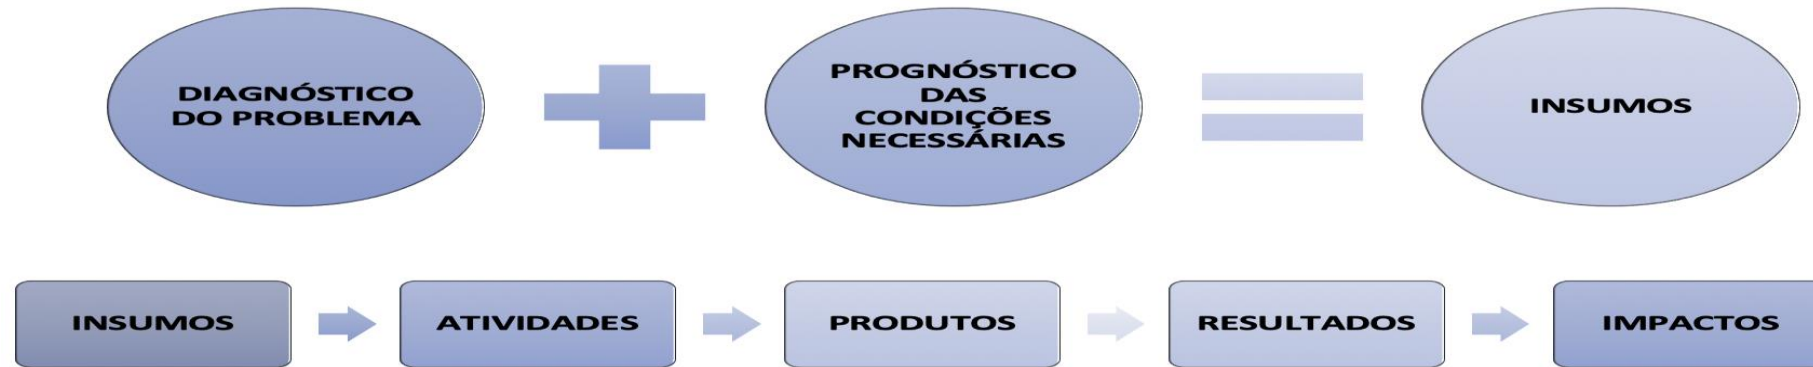 DIAGNÓSTICO
DO PROBLEMA
PROGNÓSTICO
DAS
CONDIÇÕES
NECESSÁRIAS
INSUMOS
INSUMOS
ATIVIDADES
PRODUTOS
RESULTADOS
IMPACTOS